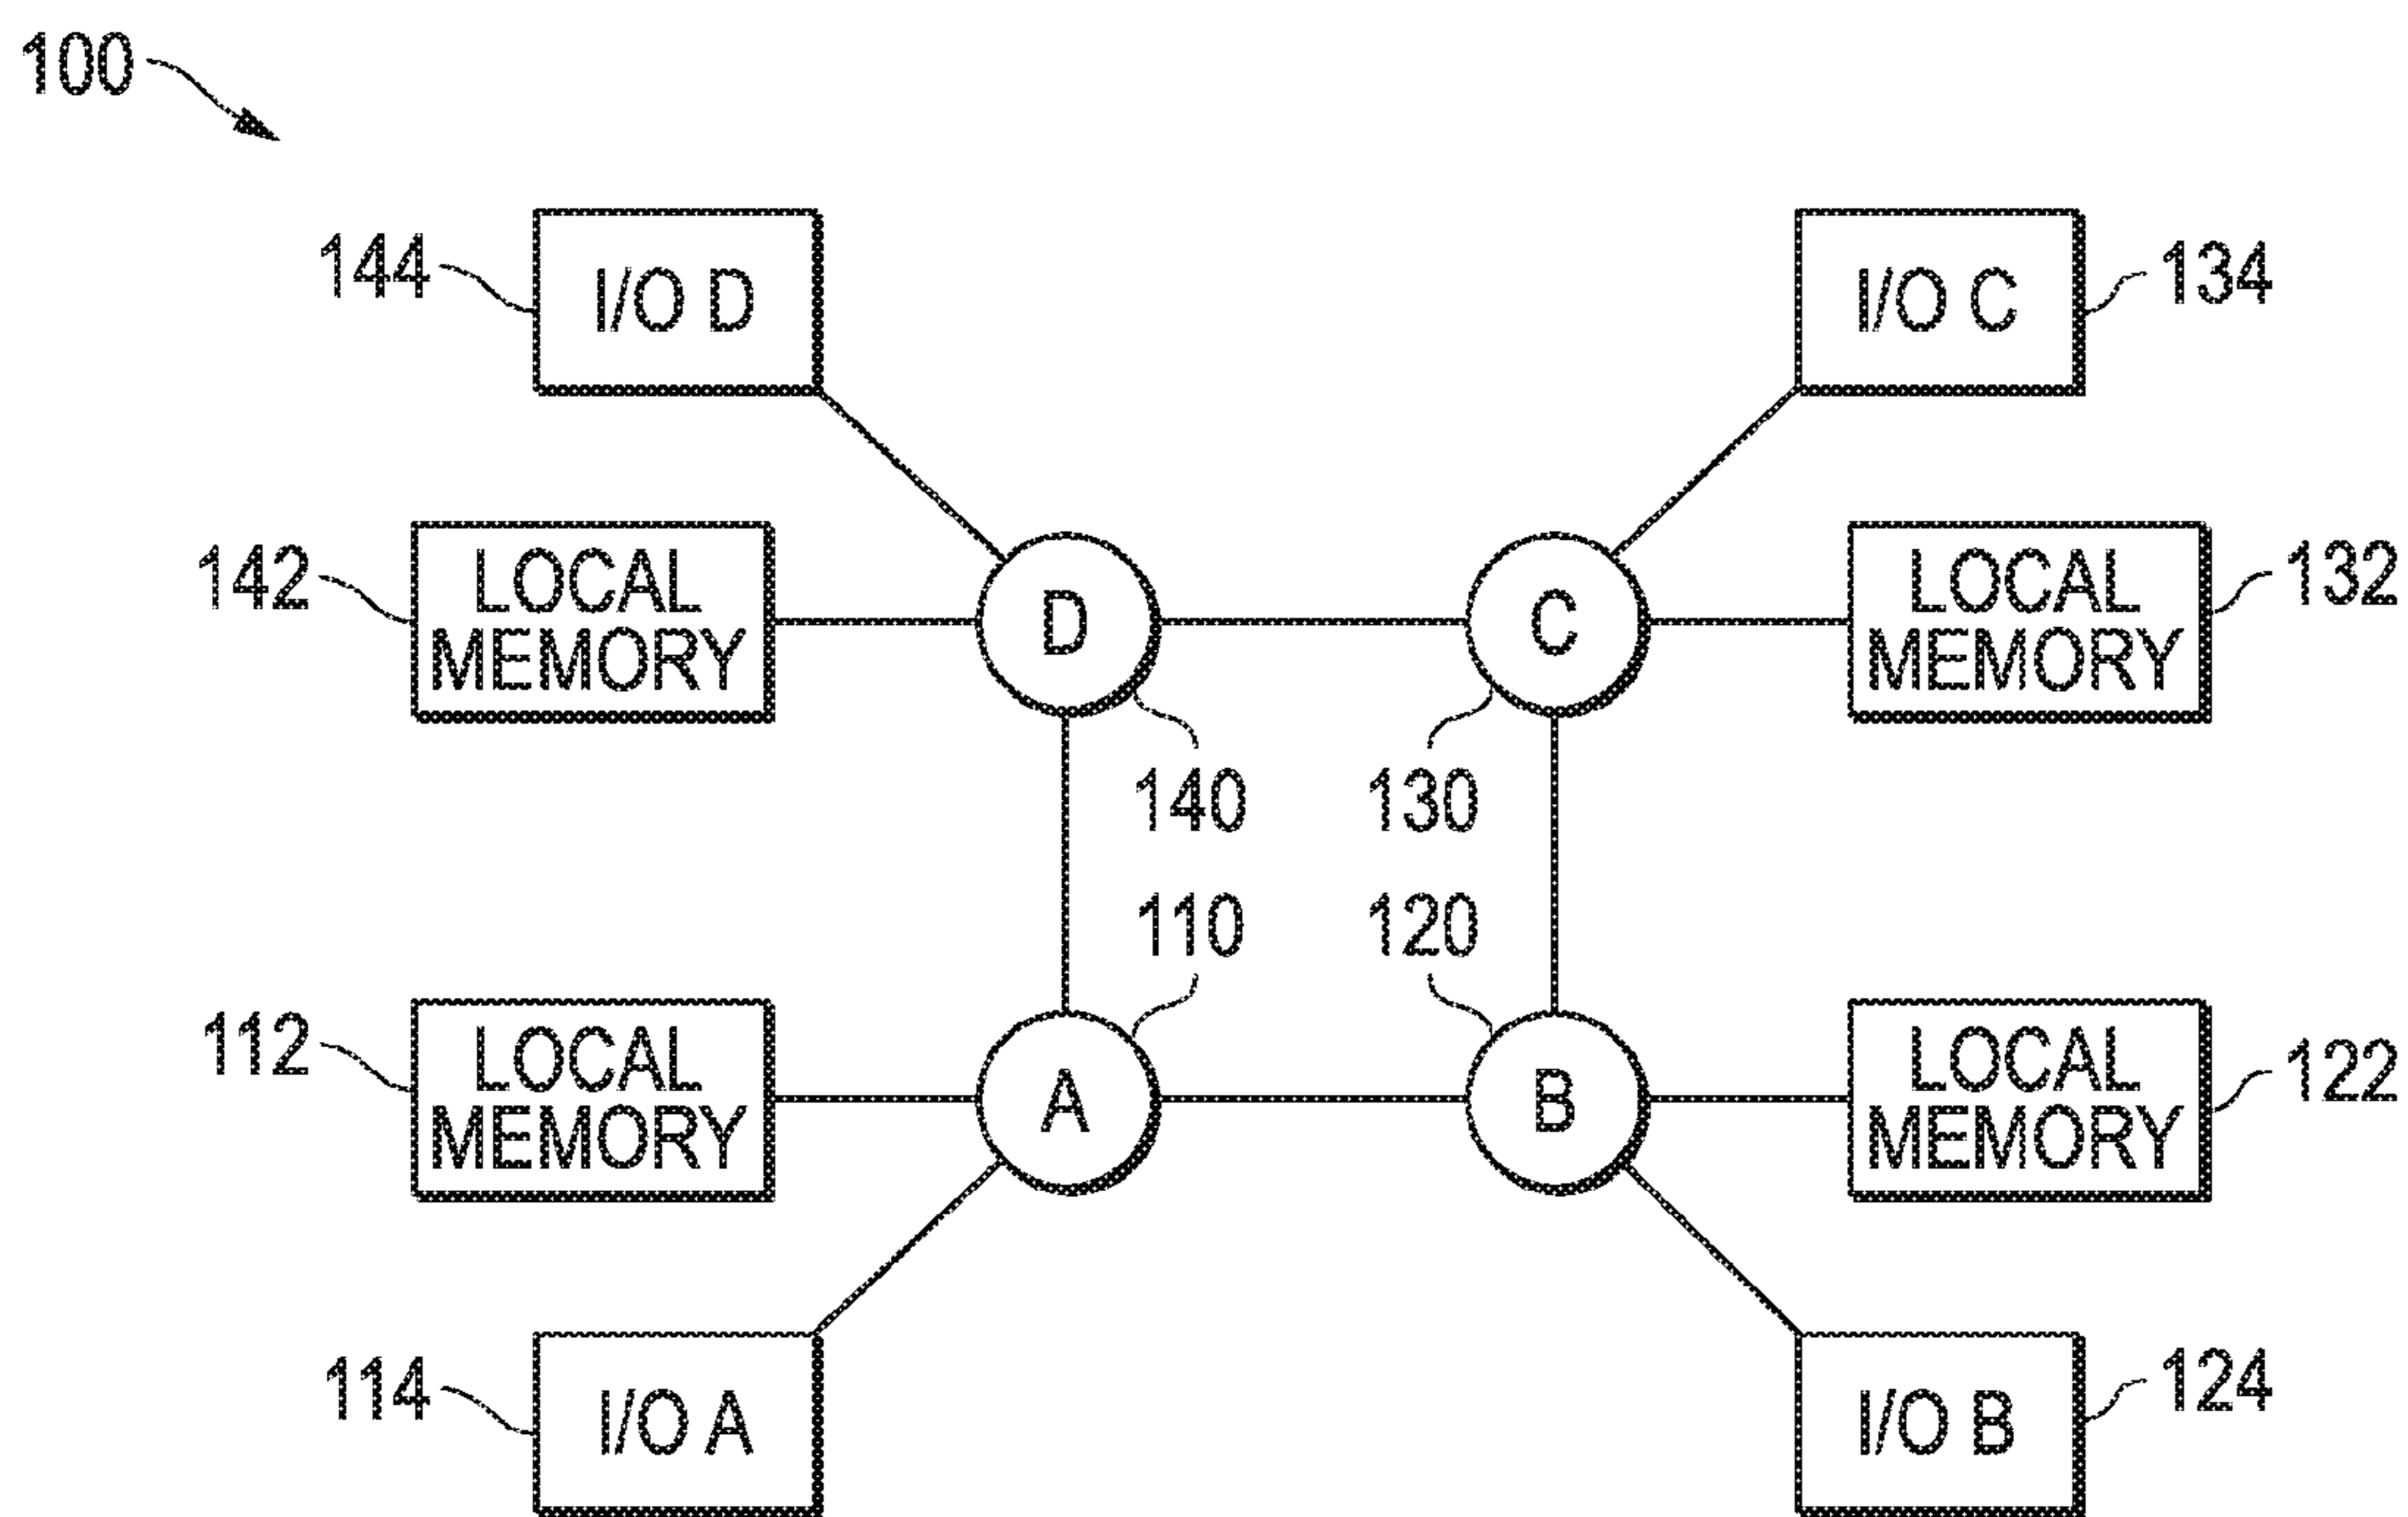 100
144
I/O D
I/O C
134
142
LOCAL
MEMORY
D
C
LOCAL
MEMORY
132
140
130
110
120
112
LOCAL
MEMORY
A
B
LOCAL
MEMORY
122
114
I/O A
I/O B
124